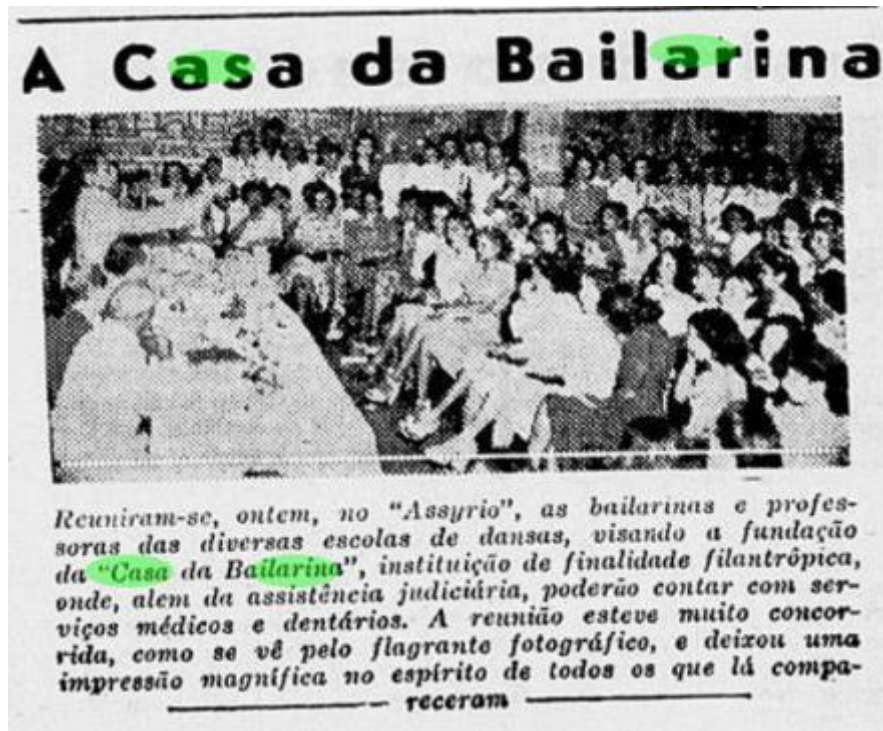 A Casa da Bailarina
Reuniram-se, ontem, no "Assyrio", as bailarinas e profes-
soras das diversas escolas de dansas, visando a fundação
da "Casa da Bailarina", instituição de finalidade filantrôpica,
onde, alem da assistência judiciária, poderão contar com ser-
viços médicos e dentários. A reunião esteve muito concor-
rida, como se vê pelo flagrante fotográfico, e deixou uma
impressão magnífica no espírito de todos os que lá compa-
receram